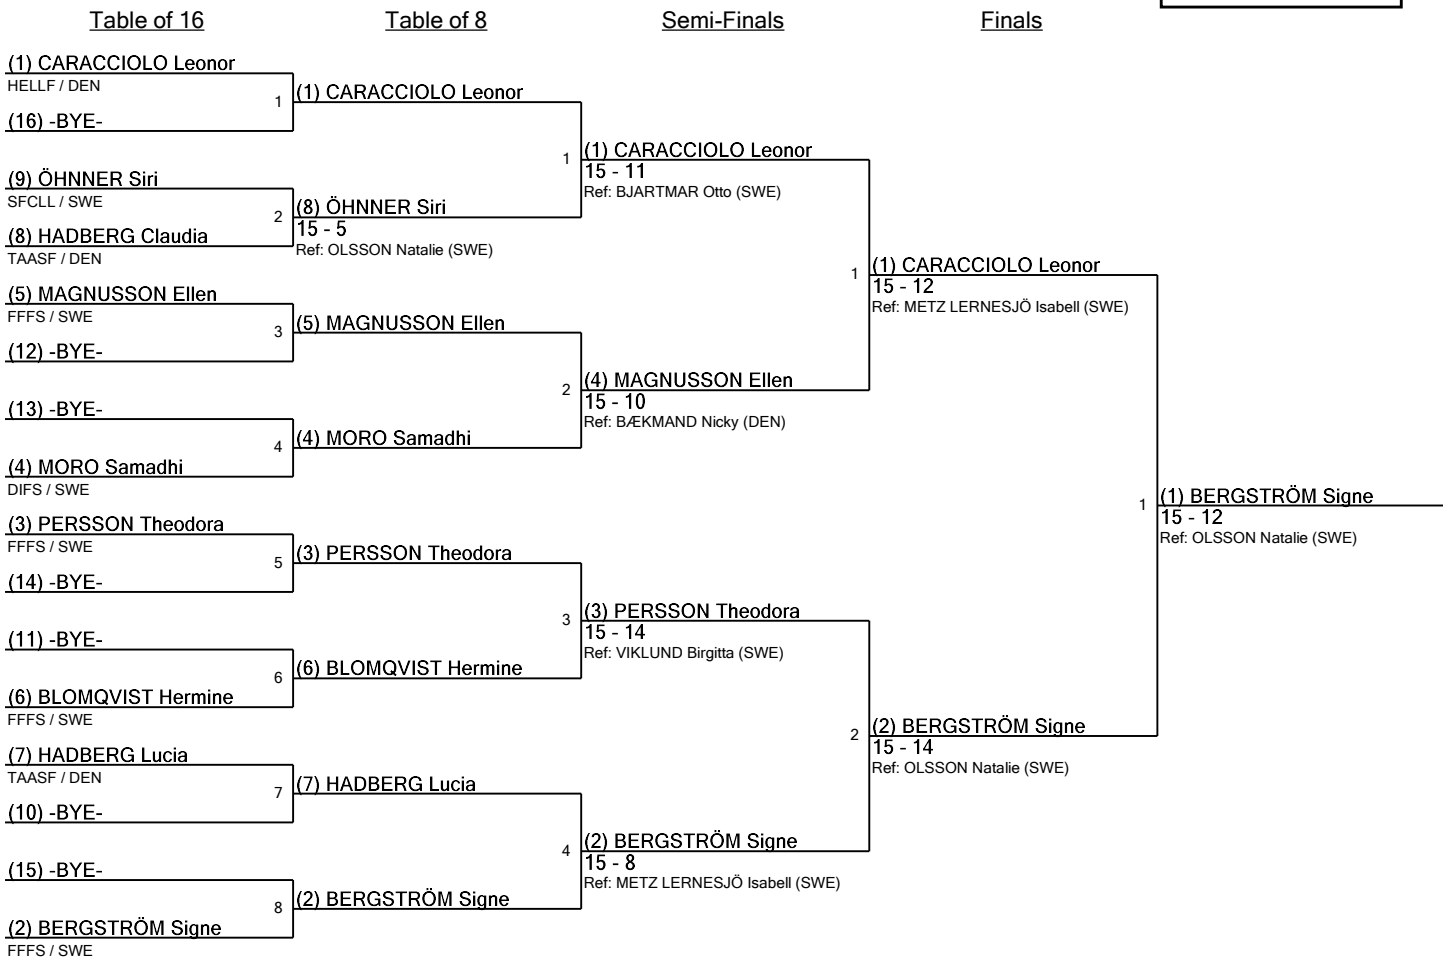 Table of 16
Table of 8
Semi-Finals
Finals
(1) CARACCIOLO Leonor
HELLF / DEN
1
(16) -BYE-
(9) ÖHNNER Siri
SFCLL / SWE
2
(8) HADBERG Claudia
TAASF / DEN
(5) MAGNUSSON Ellen
FFFS / SWE
3
(12) -BYE-
(13) -BYE-
4
(4) MORO Samadhi
DIFS / SWE
(3) PERSSON Theodora
FFFS / SWE
5
(14) -BYE-
(11) -BYE-
6
(6) BLOMQVIST Hermine
FFFS / SWE
(7) HADBERG Lucia
TAASF / DEN
7
(10) -BYE-
(15) -BYE-
8
(2) BERGSTRÖM Signe
FFFS / SWE
(1) CARACCIOLO Leonor
1
(8) ÖHNNER Siri
15 - 5
Ref: OLSSON Natalie (SWE)
(5) MAGNUSSON Ellen
2
(4) MORO Samadhi
(3) PERSSON Theodora
3
(6) BLOMQVIST Hermine
(7) HADBERG Lucia
4
(2) BERGSTRÖM Signe
(1) CARACCIOLO Leonor
15 - 11
Ref: BJARTMAR Otto (SWE)
1
(4) MAGNUSSON Ellen
15 - 10
Ref: BÆKMAND Nicky (DEN)
(3) PERSSON Theodora
15 - 14
Ref: VIKLUND Birgitta (SWE)
2
(2) BERGSTRÖM Signe
15 - 8
Ref: METZ LERNESJÖ Isabell (SWE)
(1) CARACCIOLO Leonor
15 - 12
Ref: METZ LERNESJÖ Isabell (SWE)
1
(2) BERGSTRÖM Signe
15 - 14
Ref: OLSSON Natalie (SWE)
(1) BERGSTRÖM Signe
15 - 12
Ref: OLSSON Natalie (SWE)